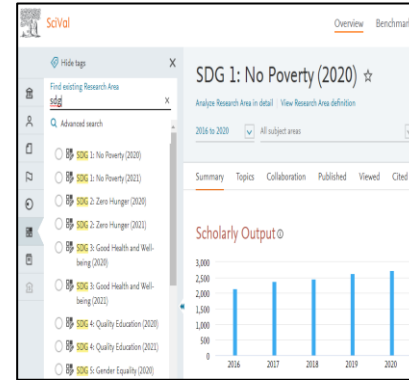 SciVal
Overview Benchmark
Hide tags X
Find existing Research Area
sdg X
Advanced search
SDG 1: No Poverty (2020)
SDG 1: No Poverty (2021)
SDG 2: Zero Hunger (2020)
SDG 2: Zero Hunger (2021)
SDG 3: Good Health and Well-
being (2020)
SDG 3: Good Health and Well-
being (2021)
SDG 4: Quality Education (2020)
SDG 4: Quality Education (2021)
SDG 5: Gender Equality (2020)
SDG 1: No Poverty (2020)
Analyze Research Area in detail | View Research Area definition
2016 to 2020 All subject areas
Summary Topics Collaboration Published Viewed Cited
Scholarly Output
3,000
2,500
2,000
1,500
1,000
500
0
2016 2017 2018 2019 2020